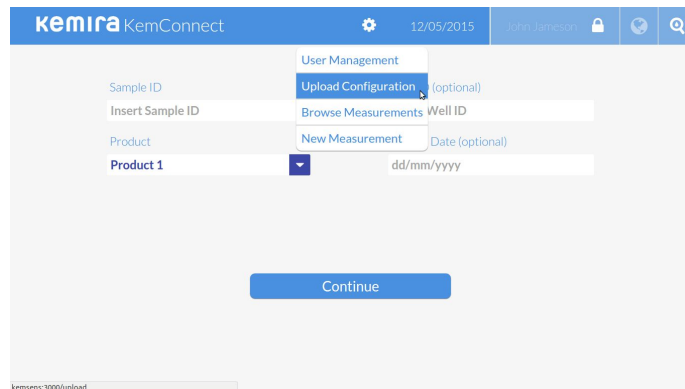 kemira KemConnect
12/05/2015
John Jameson
User Management
Upload Configuration
Browse Measurements
New Measurement
Sample ID
(optional)
Insert Sample ID
Well ID
Product
Date (optional)
Product 1
dd/mm/yyyy
Continue
kemsens:3000/upload